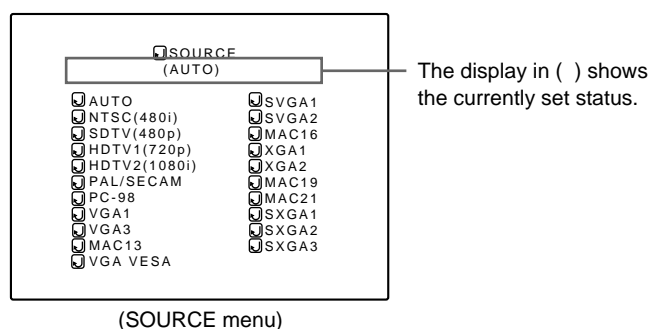 SOURCE
(AUTO)
The display in ( ) shows
the currently set status.
AUTO
NTSC(480i)
SDTV(480p)
HDTV1(720p)
HDTV2(1080i)
PAL/SECAM
PC-98
VGA1
VGA3
MAC13
VGA VESA
SVGA1
SVGA2
MAC16
XGA1
XGA2
MAC19
MAC21
SXGA1
SXGA2
SXGA3
(SOURCE menu)